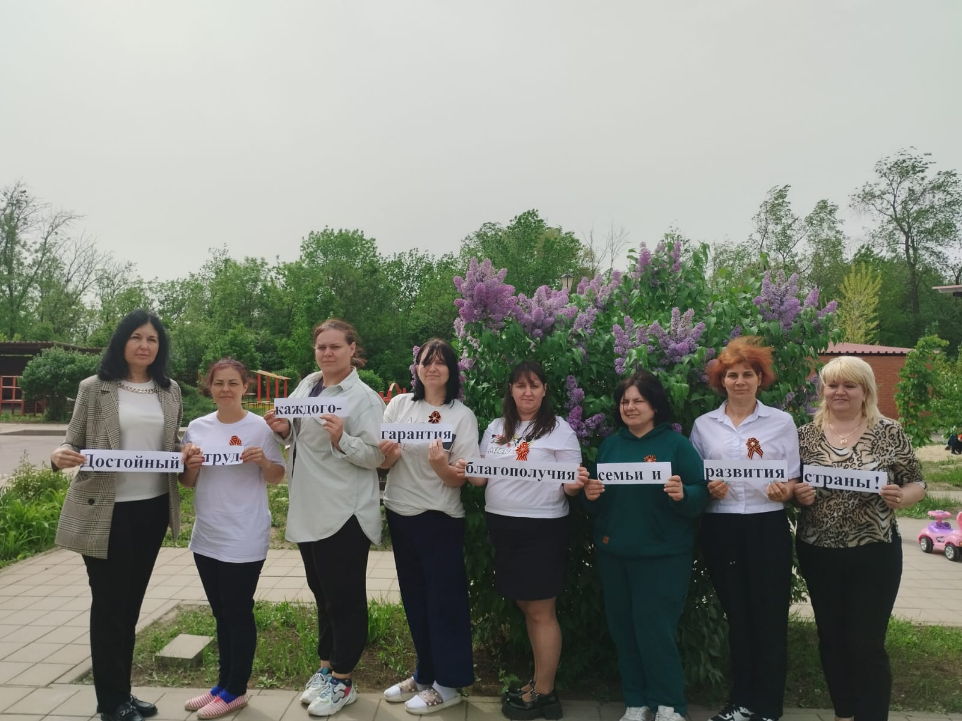 Достойный труд каждого- гарантия благополучия семьи и развития страны!